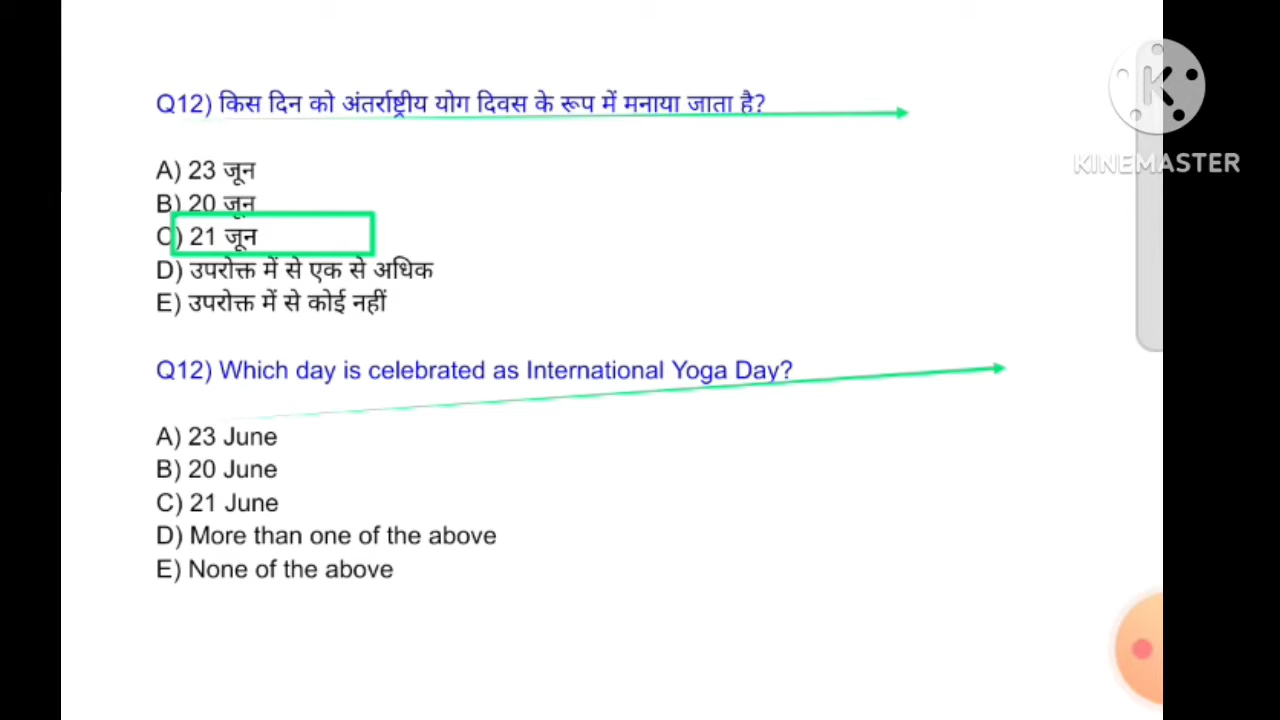 Q12) किस दिन को अंतर्राष्ट्रीय योग दिवस के रूप में मनाया जाता है?
A) 23 जून
B) 20 जून
C) 21 जून
D) उपरोक्त में से एक से अधिक
E) उपरोक्त में से कोई नहीं
Q12) Which day is celebrated as International Yoga Day?
A) 23 June
B) 20 June
C) 21 June
D) More than one of the above
E) None of the above
K
KINEMASTER